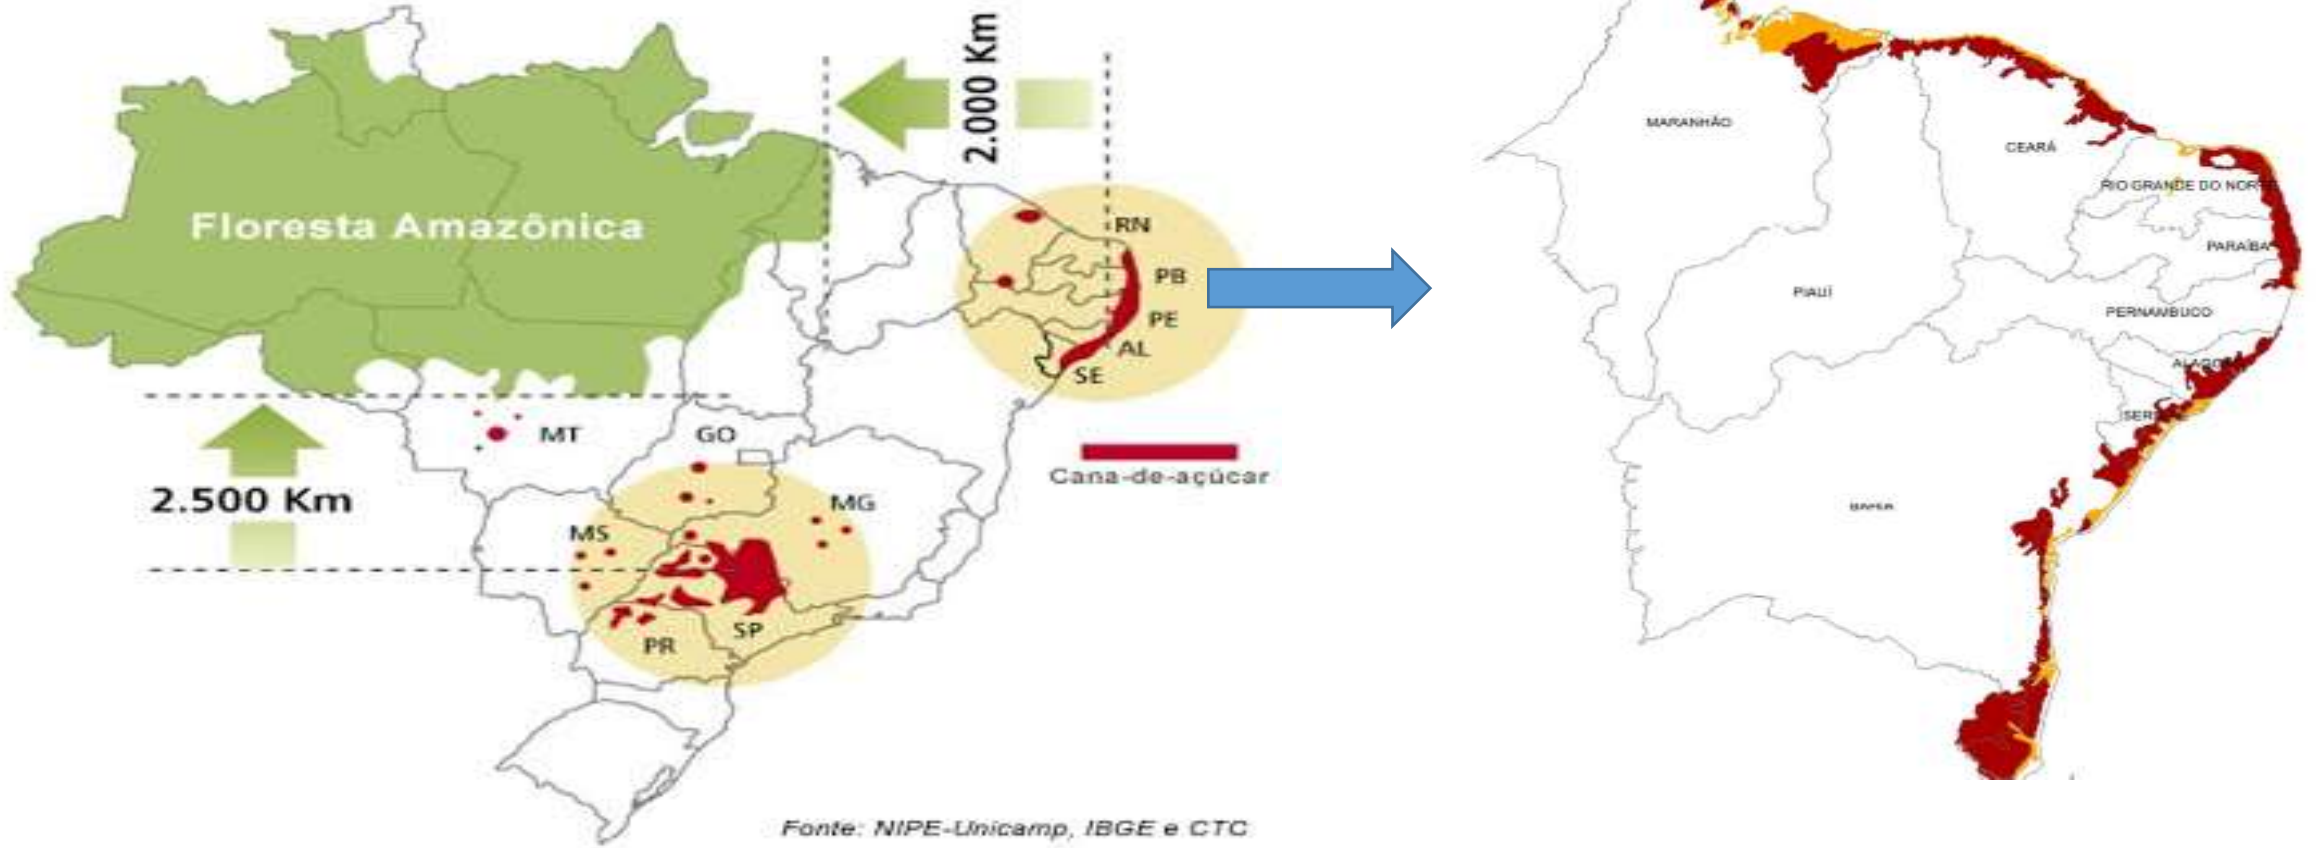 2.000 Km
Floresta Amazônica
RN
PB
PE
AL
SE
MT
GO
Cana-de-açúcar
2.500 Km
MG
MS
SP
PR
Fonte: NIPE-Unicamp, IBGE e CTC
MARANHÃO
CEARÁ
RIO GRANDE DO NORTE
PARAÍBA
PIAUÍ
PERNAMBUCO
BAHIA